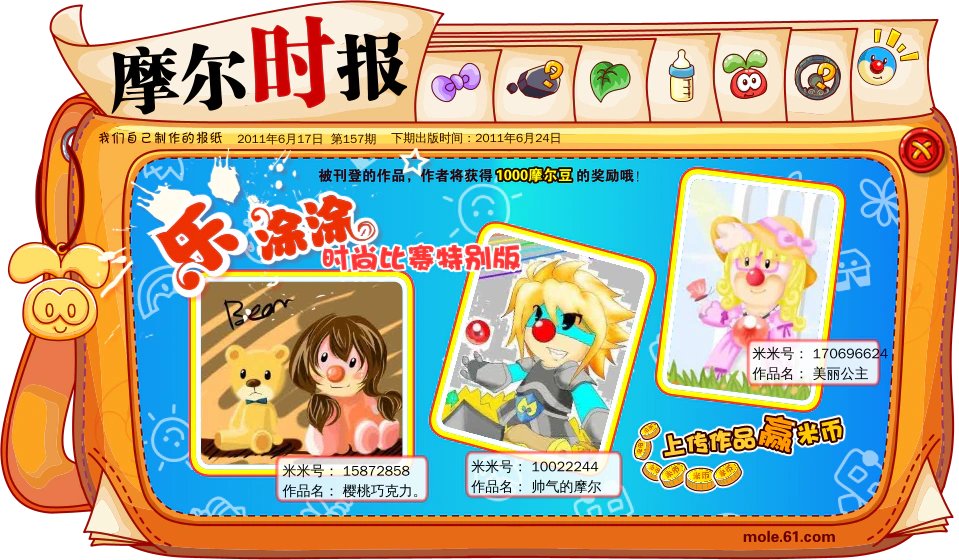 摩尔时报
我们自己制作的报纸 2011年6月17日 第157期 下期出版时间：2011年6月24日
被刊登的作品，作者将获得1000摩尔豆的奖励哦！
乐涂涂
时尚比赛特别版
Bear
米米号： 170696624
作品名： 美丽公主
米米号： 15872858
作品名： 樱桃巧克力。
米米号： 10022244
作品名： 帅气的摩尔
上传作品赢米币
mole.61.com